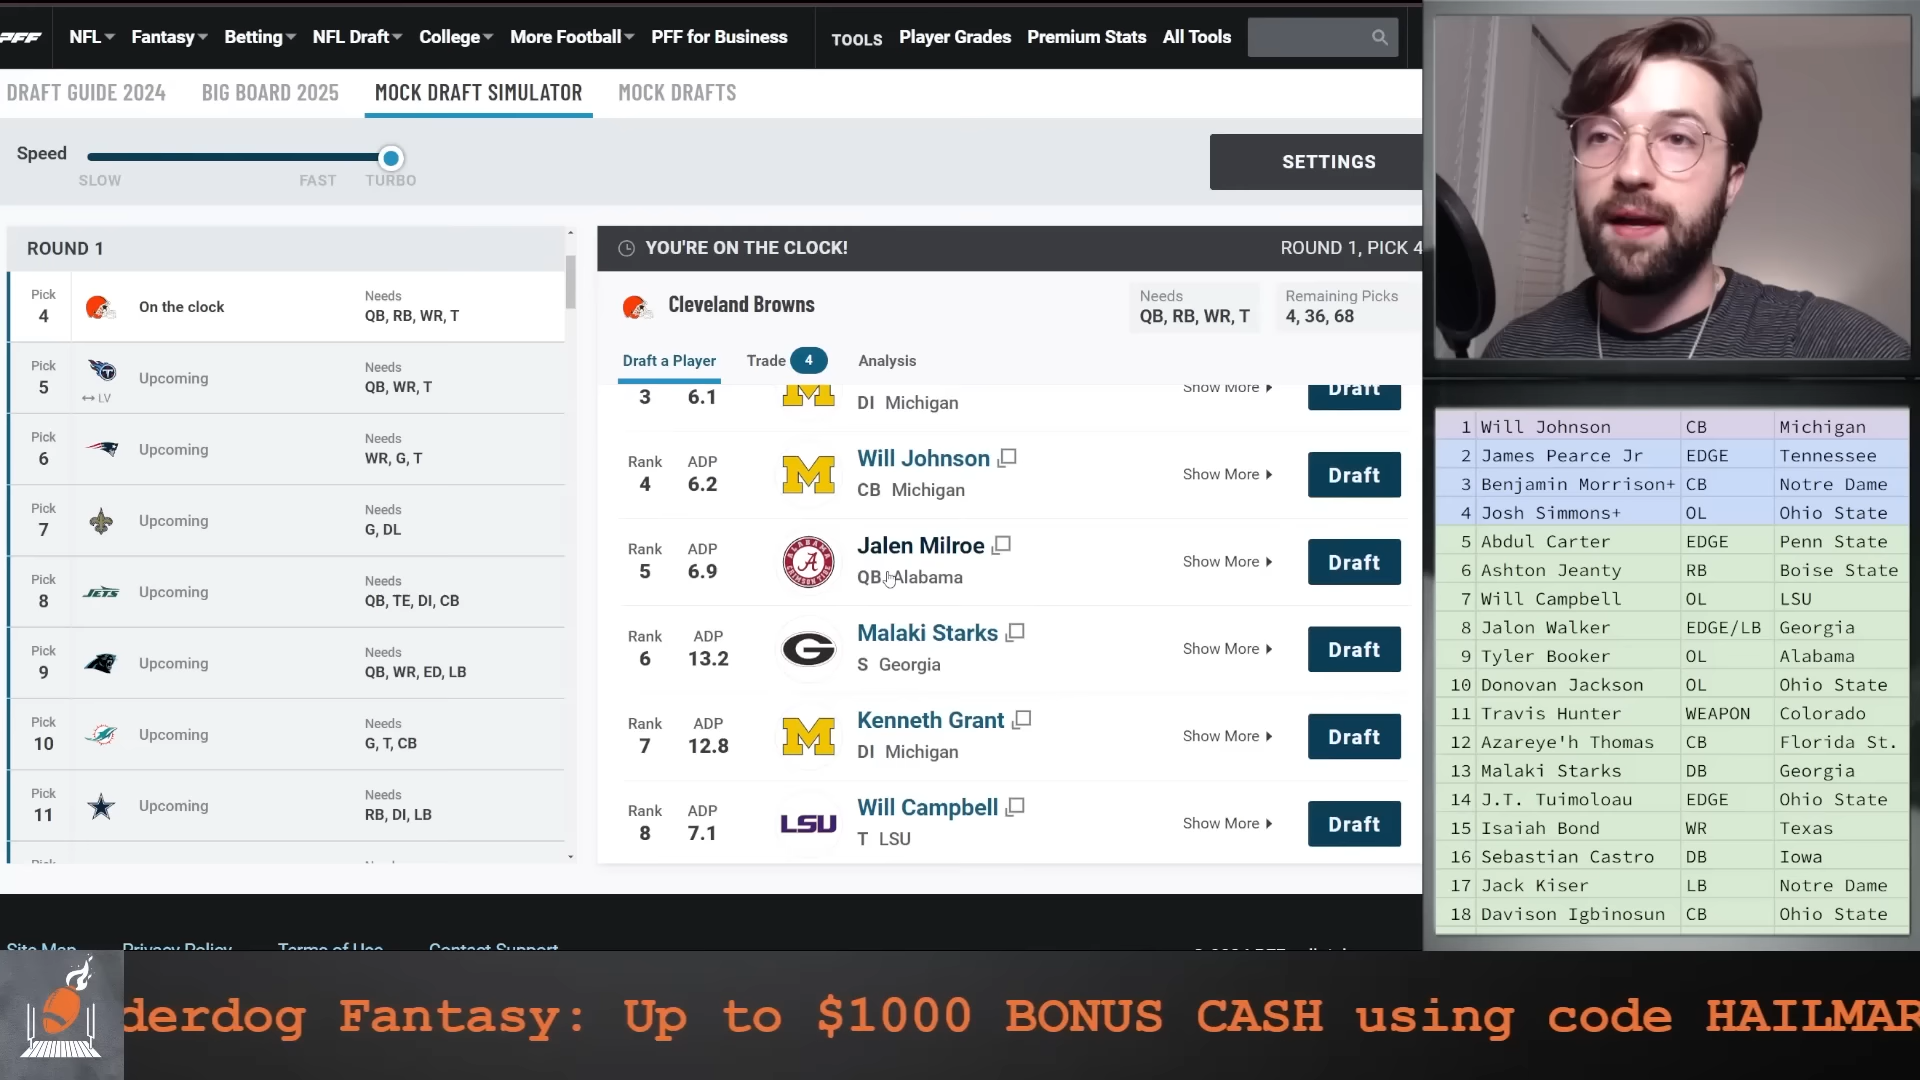 PFF
NFL
Fantasy
Betting
NFL Draft
College
More Football
PFF for Business
TOOLS
Player Grades
Premium Stats
All Tools
DRAFT GUIDE 2024
BIG BOARD 2025
MOCK DRAFT SIMULATOR
MOCK DRAFTS
Speed
SLOW
FAST
TURBO
SETTINGS
ROUND 1
Pick
4
On the clock
Needs
QB, RB, WR, T
Pick
5
↔ LV
Upcoming
Needs
QB, WR, T
Pick
6
Upcoming
Needs
WR, G, T
Pick
7
Upcoming
Needs
G, DL
Pick
8
JETS
Upcoming
Needs
QB, TE, DI, CB
Pick
9
Upcoming
Needs
QB, WR, ED, LB
Pick
10
Upcoming
Needs
G, T, CB
Pick
11
Upcoming
Needs
RB, DI, LB
YOU'RE ON THE CLOCK!
ROUND 1, PICK 4
Cleveland Browns
Needs
QB, RB, WR, T
Remaining Picks
4, 36, 68
Draft a Player
Trade 4
Analysis
3
6.1
M
DI Michigan
Show More
Draft
Rank
4
ADP
6.2
M
Will Johnson
CB Michigan
Show More
Draft
Rank
5
ADP
6.9
A
Jalen Milroe
QB Alabama
Show More
Draft
Rank
6
ADP
13.2
G
Malaki Starks
S Georgia
Show More
Draft
Rank
7
ADP
12.8
M
Kenneth Grant
DI Michigan
Show More
Draft
Rank
8
ADP
7.1
LSU
Will Campbell
T LSU
Show More
Draft
1 Will Johnson CB Michigan
2 James Pearce Jr EDGE Tennessee
3 Benjamin Morrison+ CB Notre Dame
4 Josh Simmons+ OL Ohio State
5 Abdul Carter EDGE Penn State
6 Ashton Jeanty RB Boise State
7 Will Campbell OL LSU
8 Jalon Walker EDGE/LB Georgia
9 Tyler Booker OL Alabama
10 Donovan Jackson OL Ohio State
11 Travis Hunter WEAPON Colorado
12 Azareye'h Thomas CB Florida St.
13 Malaki Starks DB Georgia
14 J.T. Tuimoloau EDGE Ohio State
15 Isaiah Bond WR Texas
16 Sebastian Castro DB Iowa
17 Jack Kiser LB Notre Dame
18 Davison Igbinosun CB Ohio State
Site Map
Privacy Policy
Terms of Use
Contact Support
derdog Fantasy: Up to $1000 BONUS CASH using code HAILMAR